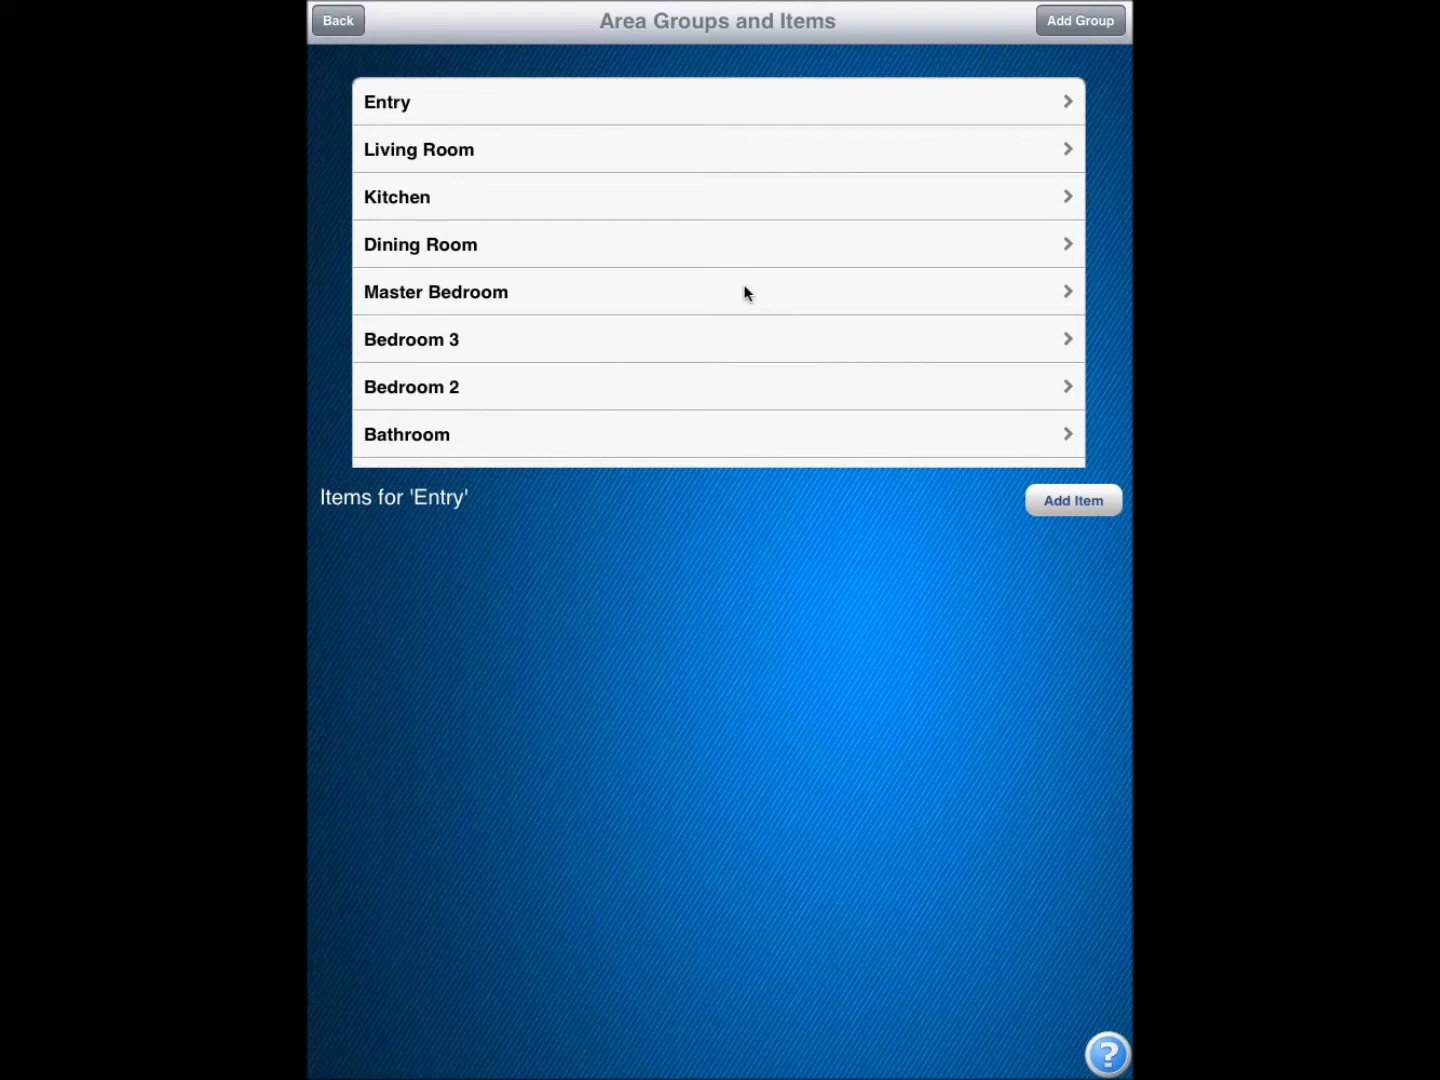 Back
Area Groups and Items
Add Group
Entry
Living Room
Kitchen
Dining Room
Master Bedroom
Bedroom 3
Bedroom 2
Bathroom
Items for 'Entry'
Add Item
?